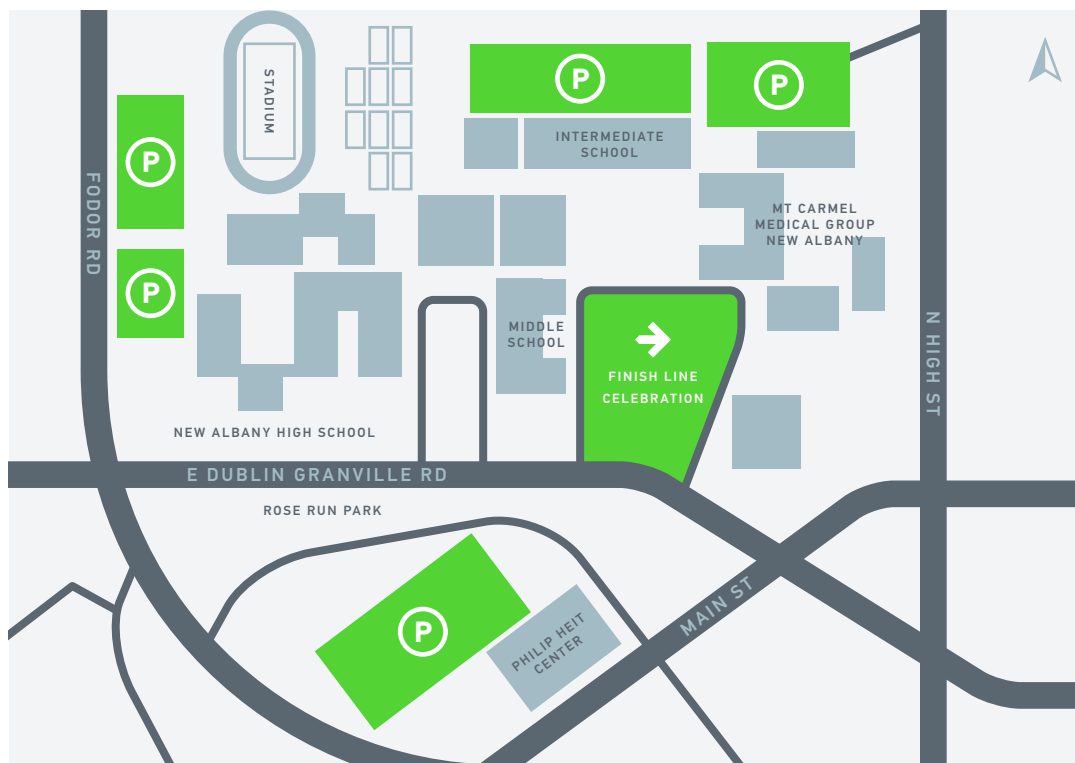 STADIUM
P
P
INTERMEDIATE
SCHOOL
P
P
FODOR RD
MT CARMEL
MEDICAL GROUP
NEW ALBANY
MIDDLE
SCHOOL
FINISH LINE
CELEBRATION
N HIGH ST
NEW ALBANY HIGH SCHOOL
E DUBLIN GRANVILLE RD
ROSE RUN PARK
P
PHILIP HEIT
CENTER
MAIN ST